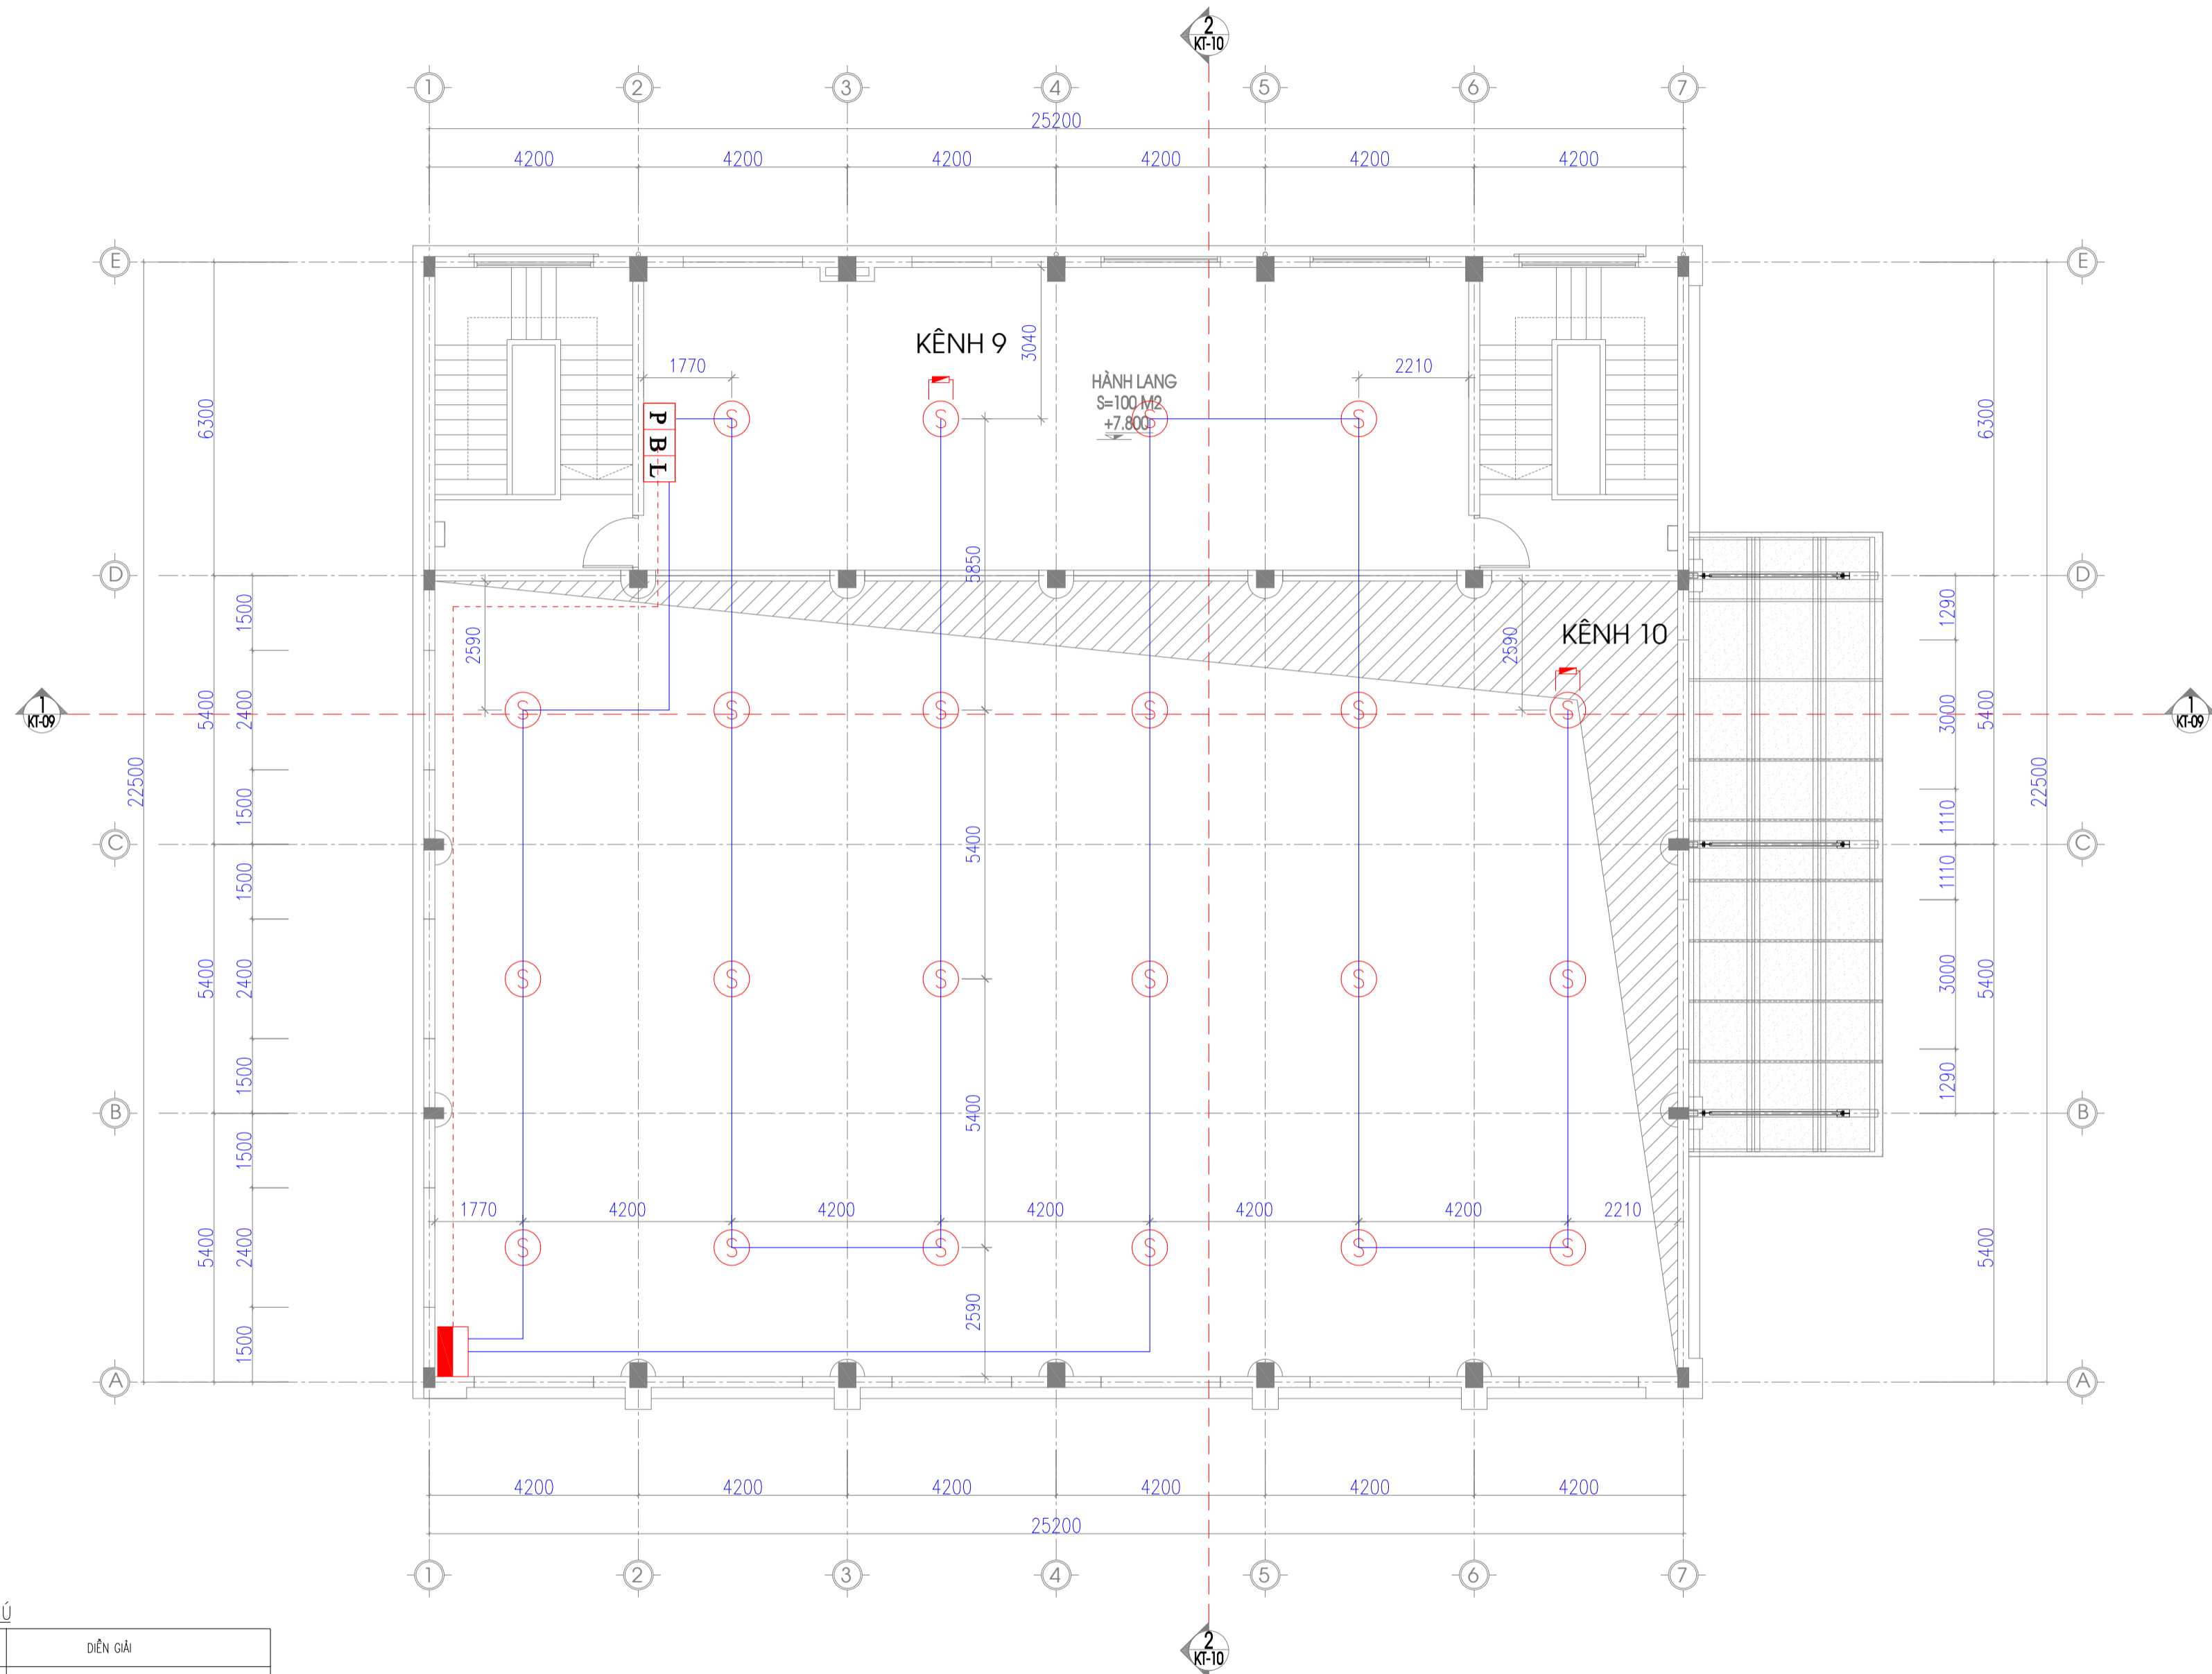 2
KT-10
1 2 3 4 5 6 7
25200
4200 4200 4200 4200 4200 4200
E E
KÊNH 9
3040
1770
2210
HÀNH LANG
S=100 M2
+7.800
P B L
S S S S
6300 6300
5850
D D
1500
2590
2590
KÊNH 10
1290
S S S S S S
1
KT-09
1
KT-09
5400 2400
3000 5400
22500 22500
1500
1110
C C
5400
1500
1110
S S S S S S
5400 2400
3000 5400
1500
1290
B B
5400
1500
1770 4200 4200 4200 4200 4200 2210
S S S S S S
5400 2400
5400
2590
1500
A A
4200 4200 4200 4200 4200 4200
25200
1 2 3 4 5 6 7
Ú
DIỄN GIẢI
2
KT-10